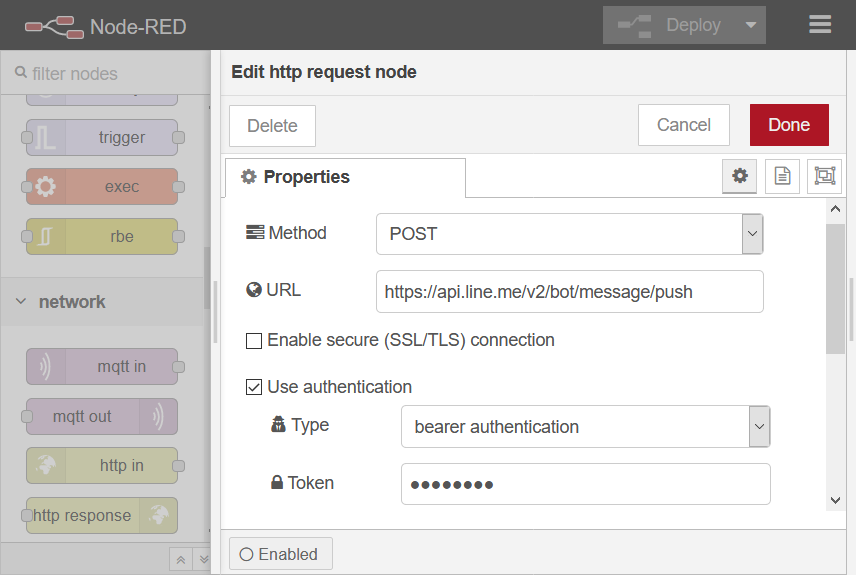 Node-RED
Deploy
filter nodes
trigger
exec
rbe
network
mqtt in
mqtt out
http in
http response
Edit http request node
Delete
Cancel
Done
Properties
Method
POST
URL
https://api.line.me/v2/bot/message/push
Enable secure (SSL/TLS) connection
Use authentication
Type
bearer authentication
Token
••••••••
Enabled